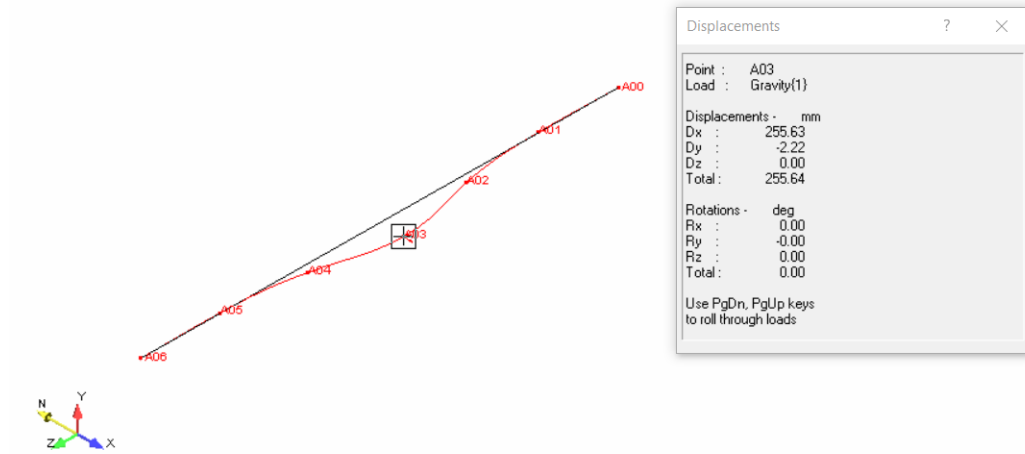 Displacements ? ×
Point : A03
Load : Gravity{1}
Displacements - mm
Dx : 255.63
Dy : -2.22
Dz : 0.00
Total : 255.64
Rotations - deg
Rx : 0.00
Ry : -0.00
Rz : 0.00
Total : 0.00
Use PgDn, PgUp keys
to roll through loads
A00
A01
A02
A03
A04
A05
A06
N
Y
Z
X